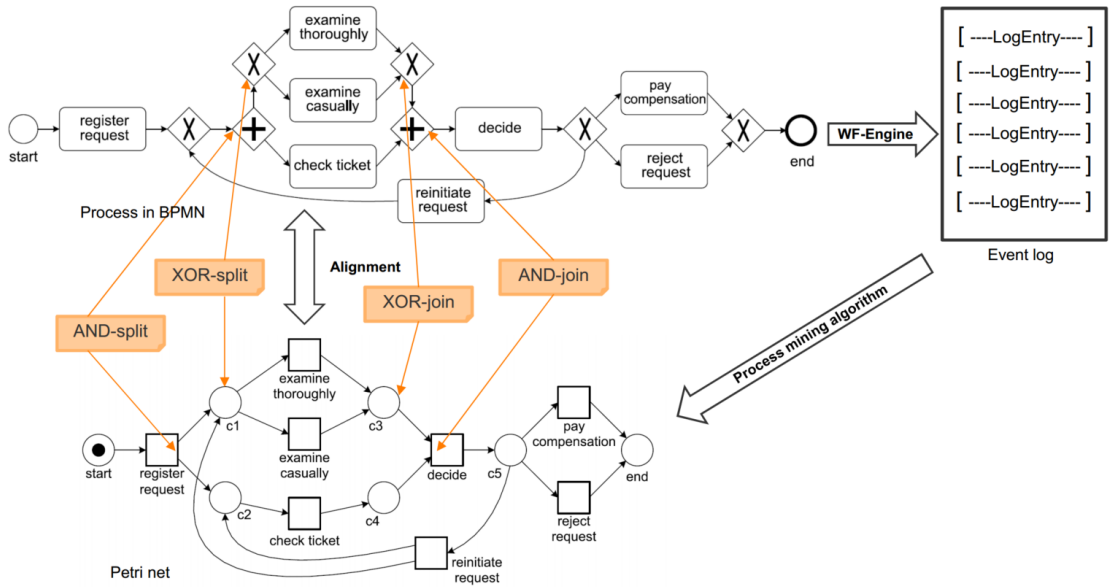 examine
thoroughly
examine
casually
check ticket
register
request
start
decide
pay
compensation
reject
request
reinitiate
request
end
WF-Engine
[ ----LogEntry---- ]
[ ----LogEntry---- ]
[ ----LogEntry---- ]
[ ----LogEntry---- ]
[ ----LogEntry---- ]
[ ----LogEntry---- ]
Event log
Process in BPMN
Alignment
XOR-split
AND-split
XOR-join
AND-join
Process mining algorithm
start
register
request
c1
c2
examine
thoroughly
examine
casually
check ticket
c3
c4
decide
c5
pay
compensation
reject
request
end
reinitiate
request
Petri net